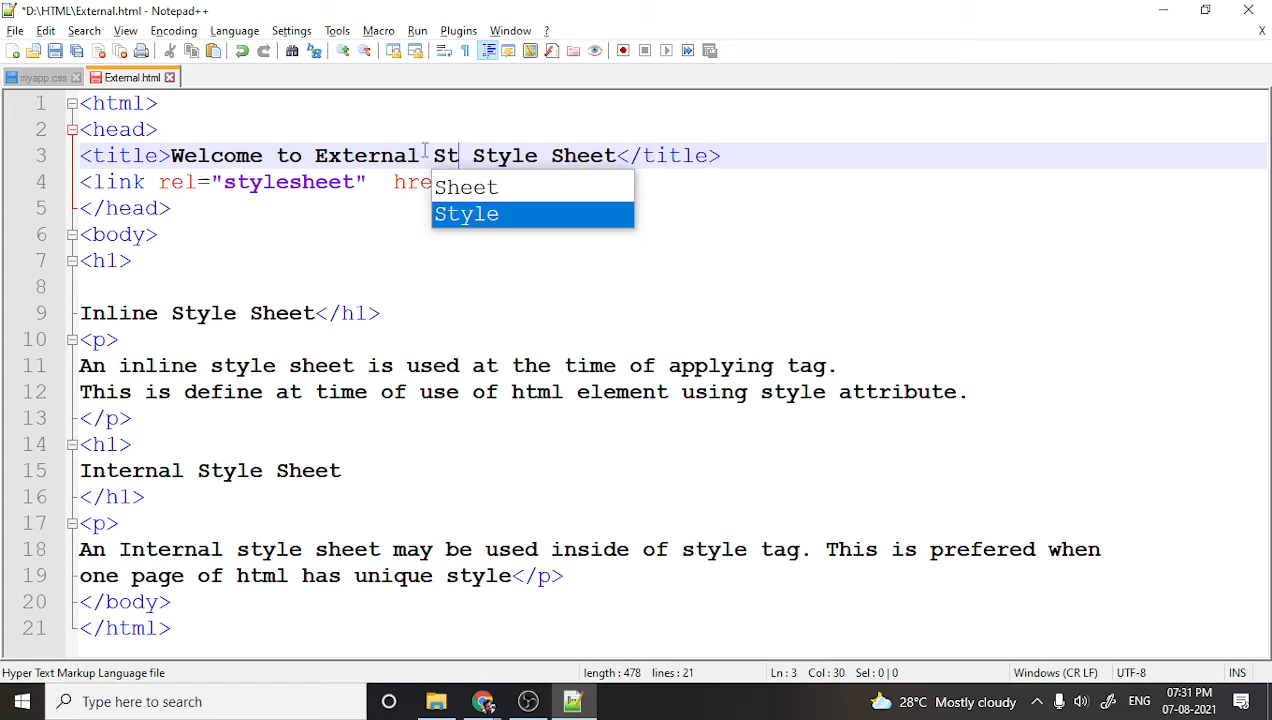 *D:\HTML\External.html - Notepad++
File Edit Search View Encoding Language Settings Tools Macro Run Plugins Window ? X
myapp.css External.html
1 <html>
2 <head>
3 <title>Welcome to External St Style Sheet</title>
4 <link rel="stylesheet" hre
Sheet
5 </head>
Style
6 <body>
7 <h1>
8
9 Inline Style Sheet</h1>
10 <p>
11 An inline style sheet is used at the time of applying tag.
12 This is define at time of use of html element using style attribute.
13 </p>
14 <h1>
15 Internal Style Sheet
16 </h1>
17 <p>
18 An Internal style sheet may be used inside of style tag. This is prefered when
19 one page of html has unique style</p>
20 </body>
21 </html>
Hyper Text Markup Language file length : 478 lines : 21 Ln : 3 Col : 30 Sel : 0 | 0 Windows (CR LF) UTF-8 INS
Type here to search 28°C Mostly cloudy ENG 07:31 PM
07-08-2021